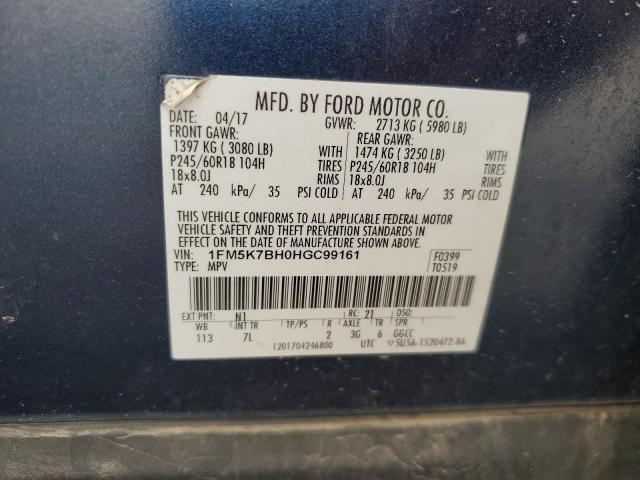 MFD. BY FORD MOTOR CO.
DATE: 04/17 GVWR: 2713 KG ( 5980 LB)
FRONT GAWR: REAR GAWR:
1397 KG ( 3080 LB) WITH 1474 KG ( 3250 LB) WITH
P245/60R18 104H TIRES P245/60R18 104H TIRES
18x8.0J RIMS 18x8.0J RIMS
AT 240 kPa/ 35 PSI COLD AT 240 kPa/ 35 PSI COLD
THIS VEHICLE CONFORMS TO ALL APPLICABLE FEDERAL MOTOR
VEHICLE SAFETY AND THEFT PREVENTION STANDARDS IN
EFFECT ON THE DATE OF MANUFACTURE SHOWN ABOVE.
VIN: 1FM5K7BH0HGC99161 F0399
TYPE: MPV T0519
EXT PNT: N1 RC: 21 DSO:
WB INT TR TP/PS R AXLE TR SPR
113 7L 2 3G 6 GGCC
1201704246800 UTC ▽5U5A-1520472-BA